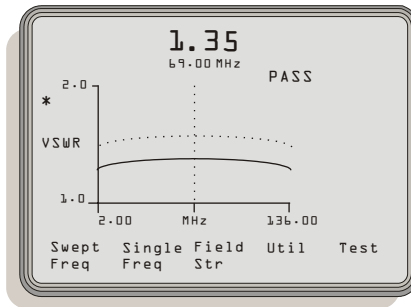 1.35
69.00 MHz
PASS
2.0
*
VSWR
1.0
2.00 MHz 136.00
Swept Single Field Util Test
Freq Freq Str